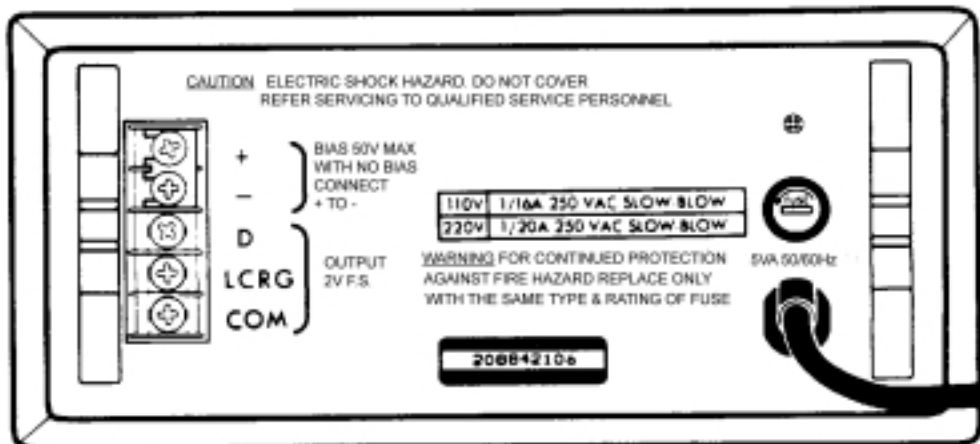 CAUTION ELECTRIC SHOCK HAZARD. DO NOT COVER
REFER SERVICING TO QUALIFIED SERVICE PERSONNEL
+
–
BIAS 50V MAX
WITH NO BIAS
CONNECT
+ TO -
D
LCRG
COM
OUTPUT
2V F.S.
110V 1/16A 250 VAC SLOW BLOW
220V 1/20A 250 VAC SLOW BLOW
WARNING FOR CONTINUED PROTECTION
AGAINST FIRE HAZARD REPLACE ONLY
WITH THE SAME TYPE & RATING OF FUSE
FUSE
5VA 50/60Hz
208842106